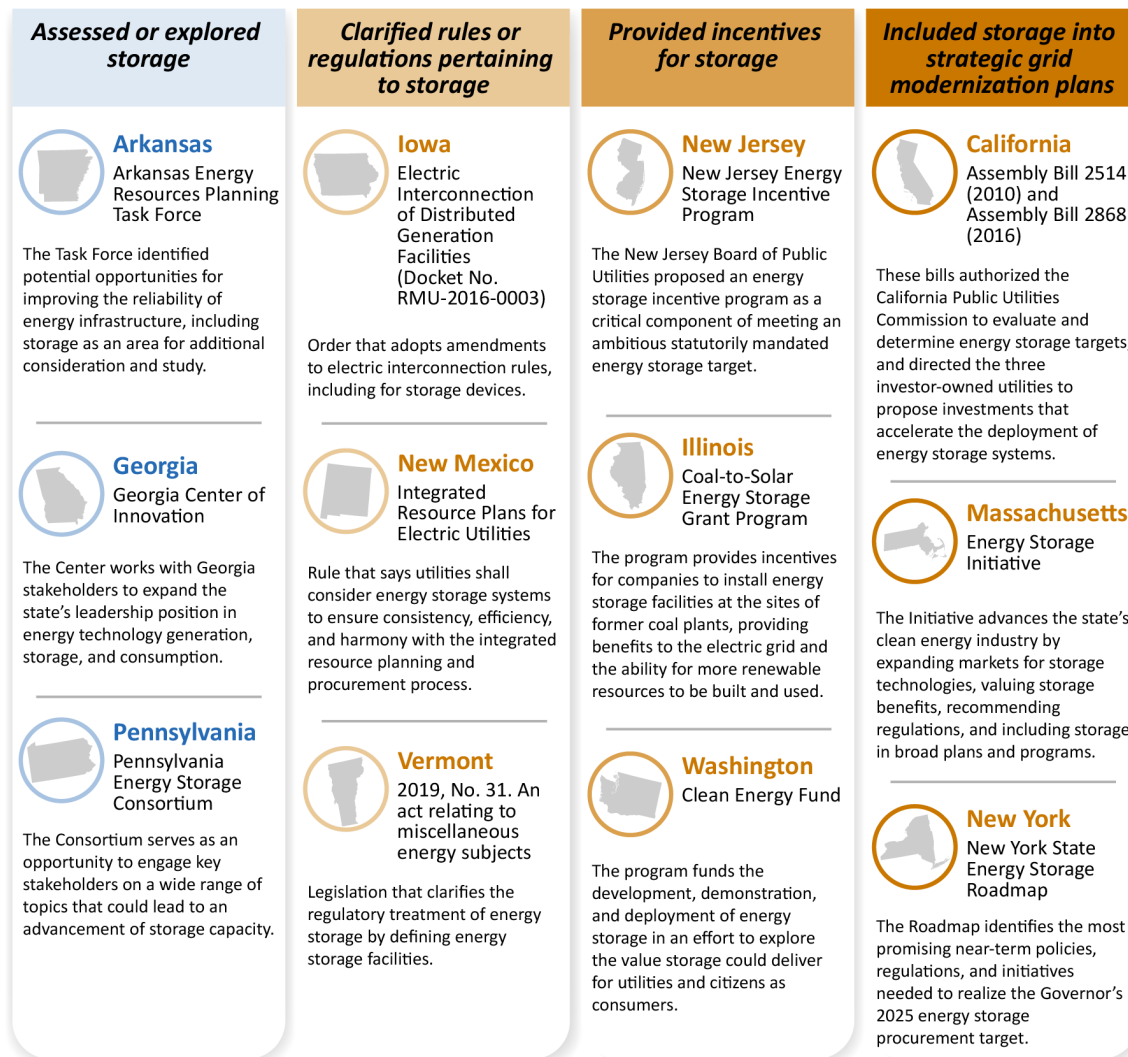 Assessed or explored
storage
Arkansas
Arkansas Energy
Resources Planning
Task Force
The Task Force identified
potential opportunities for
improving the reliability of
energy infrastructure, including
storage as an area for additional
consideration and study.
Georgia
Georgia Center of
Innovation
The Center works with Georgia
stakeholders to expand the
state’s leadership position in
energy technology generation,
storage, and consumption.
Pennsylvania
Pennsylvania
Energy Storage
Consortium
The Consortium serves as an
opportunity to engage key
stakeholders on a wide range of
topics that could lead to an
advancement of storage capacity.
Clarified rules or
regulations pertaining
to storage
Iowa
Electric
Interconnection
of Distributed
Generation
Facilities
(Docket No.
RMU-2016-0003)
Order that adopts amendments
to electric interconnection rules,
including for storage devices.
New Mexico
Integrated
Resource Plans for
Electric Utilities
Rule that says utilities shall
consider energy storage systems
to ensure consistency, efficiency,
and harmony with the integrated
resource planning and
procurement process.
Vermont
2019, No. 31. An
act relating to
miscellaneous
energy subjects
Legislation that clarifies the
regulatory treatment of energy
storage by defining energy
storage facilities.
Provided incentives
for storage
New Jersey
New Jersey Energy
Storage Incentive
Program
The New Jersey Board of Public
Utilities proposed an energy
storage incentive program as a
critical component of meeting an
ambitious statutorily mandated
energy storage target.
Illinois
Coal-to-Solar
Energy Storage
Grant Program
The program provides incentives
for companies to install energy
storage facilities at the sites of
former coal plants, providing
benefits to the electric grid and
the ability for more renewable
resources to be built and used.
Washington
Clean Energy Fund
The program funds the
development, demonstration,
and deployment of energy
storage in an effort to explore
the value storage could deliver
for utilities and citizens as
consumers.
Included storage into
strategic grid
modernization plans
California
Assembly Bill 2514
(2010) and
Assembly Bill 2868
(2016)
These bills authorized the
California Public Utilities
Commission to evaluate and
determine energy storage targets,
and directed the three
investor-owned utilities to
propose investments that
accelerate the deployment of
energy storage systems.
Massachusetts
Energy Storage
Initiative
The Initiative advances the state’s
clean energy industry by
expanding markets for storage
technologies, valuing storage
benefits, recommending
regulations, and including storage
in broad plans and programs.
New York
New York State
Energy Storage
Roadmap
The Roadmap identifies the most
promising near-term policies,
regulations, and initiatives
needed to realize the Governor’s
2025 energy storage
procurement target.